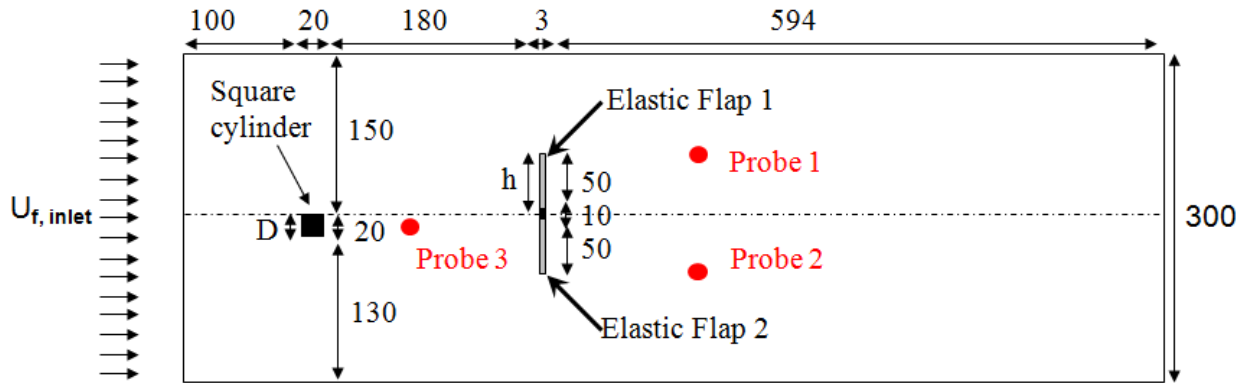 100 20 180 3 594
Elastic Flap 1
Square
cylinder
150
h
50
Probe 1
U_f, inlet
10
300
D
20
50
Probe 3
Probe 2
130
Elastic Flap 2